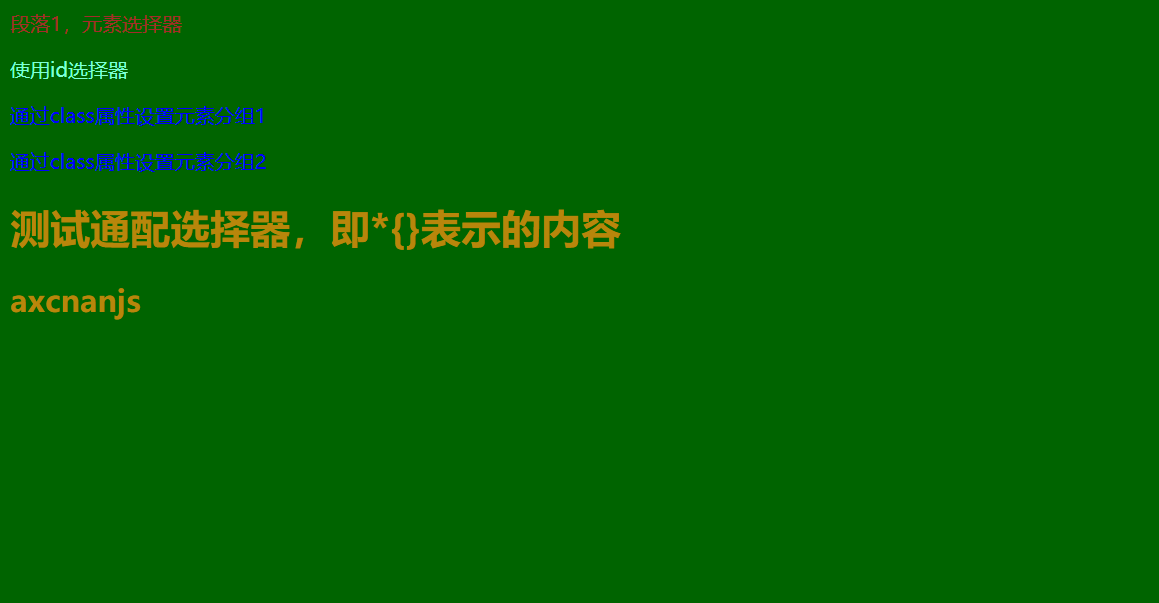 段落1，元素选择器
使用id选择器
通过class属性设置元素分组1
通过class属性设置元素分组2
测试通配选择器，即*{}表示的内容
axcnanjs